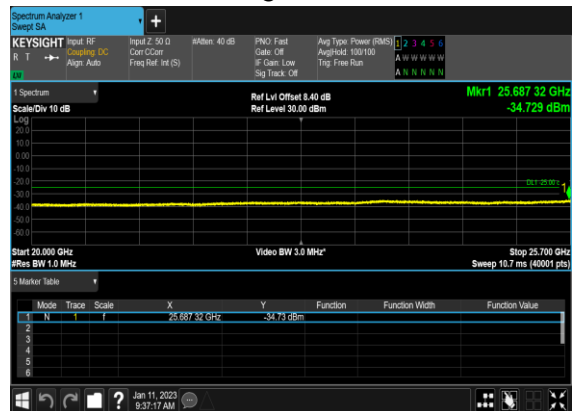 Spectrum Analyzer 1
Swept SA
+
KEYSIGHT Input: RF Input Z: 50 Ω #Atten: 40 dB PNO: Fast Avg Type: Power (RMS) 1 2 3 4 5 6
R T Coupling: DC Corr CCorr Gate: Off Avg|Hold: 100/100 A W W W W W
Align: Auto Freq Ref: Int (S) IF Gain: Low Trig: Free Run
LXI Sig Track: Off A N N N N N
1 Spectrum Ref Lvl Offset 8.40 dB Mkr1 25.687 32 GHz
Scale/Div 10 dB Ref Level 30.00 dBm -34.729 dBm
Log
20.0
10.0
0.00
-10.0
-20.0 DL1 -25.00
1
-30.0
-40.0
-50.0
-60.0
Start 20.000 GHz Video BW 3.0 MHz* Stop 25.700 GHz
#Res BW 1.0 MHz Sweep 10.7 ms (40001 pts)
5 Marker Table
Mode Trace Scale X Y Function Function Width Function Value
1 N 1 f 25.687 32 GHz -34.73 dBm
2
3
4
5
6
? Jan 11, 2023
9:37:17 AM